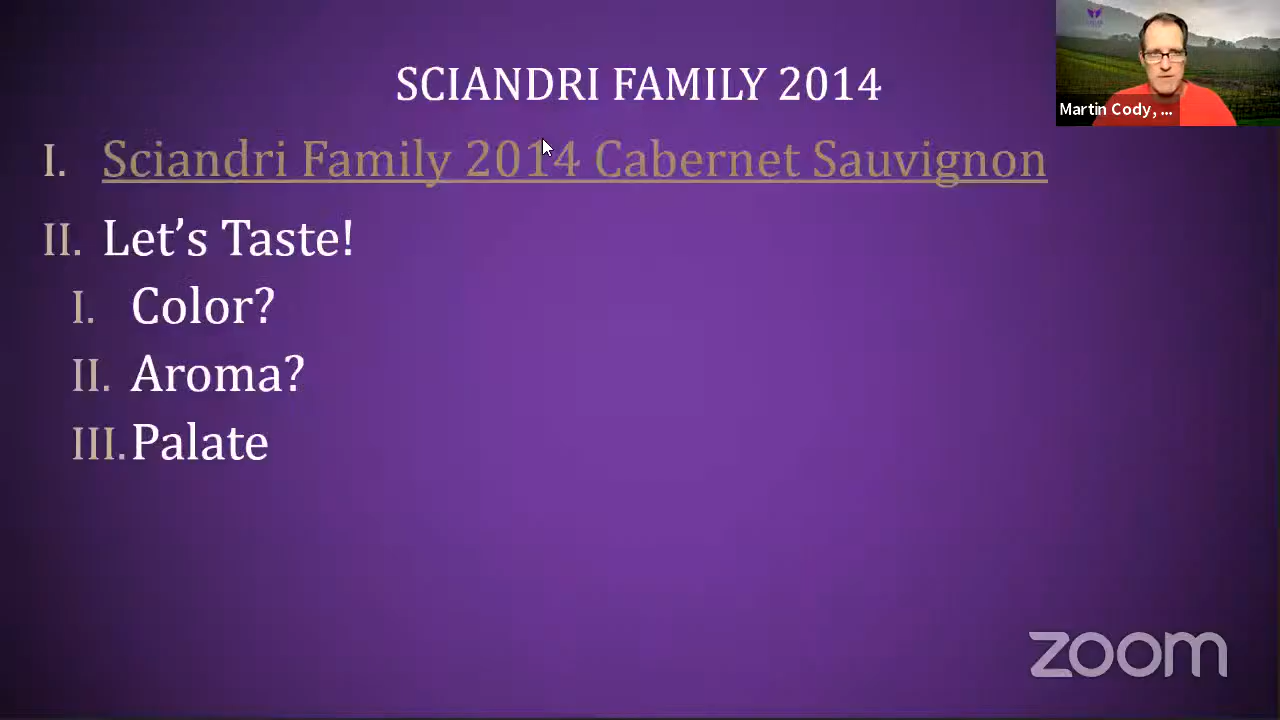 SCIANDRI FAMILY 2014
Martin Cody, ...
I. Sciandri Family 2014 Cabernet Sauvignon
II. Let's Taste!
I. Color?
II. Aroma?
III. Palate
zoom